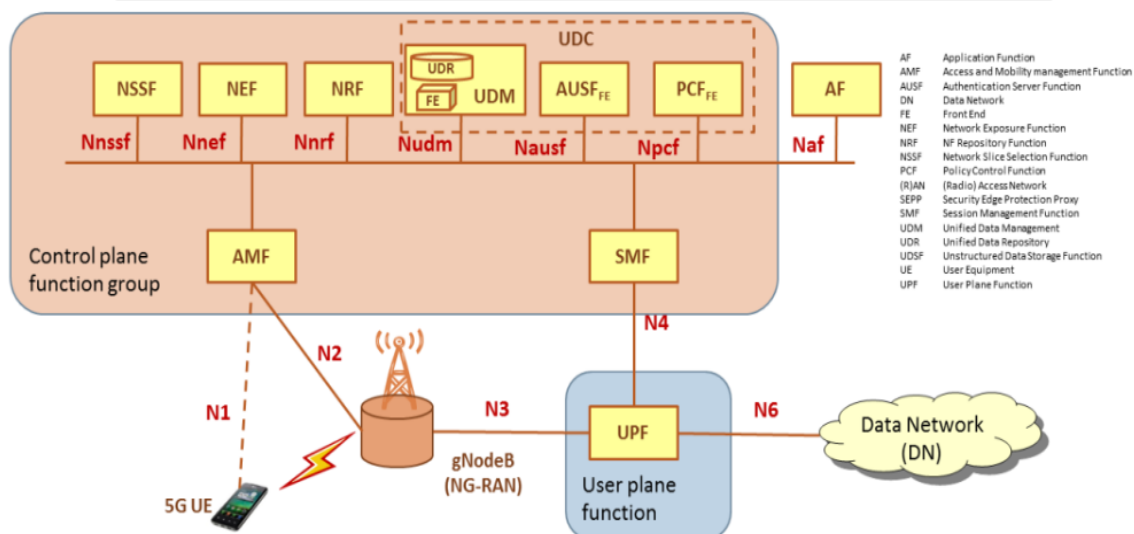 UDC
NSSF
NEF
NRF
UDR
FE
UDM
AUSFFE
PCFFE
AF
Nnssf
Nnef
Nnrf
Nudm
Nausf
Npcf
Naf
AF Application Function
AMF Access and Mobility management Function
AUSF Authentication Server Function
DN Data Network
FE Front End
NEF Network Exposure Function
NRF NF Repository Function
NSSF Network Slice Selection Function
PCF Policy Control Function
(R)AN (Radio) Access Network
SEPP Security Edge Protection Proxy
SMF Session Management Function
UDM Unified Data Management
UDR Unified Data Repository
UDSF Unstructured Data Storage Function
UE User Equipment
UPF User Plane Function
Control plane
function group
AMF
SMF
N4
N2
N1
N3
UPF
N6
Data Network
(DN)
gNodeB
(NG-RAN)
User plane
function
5G UE